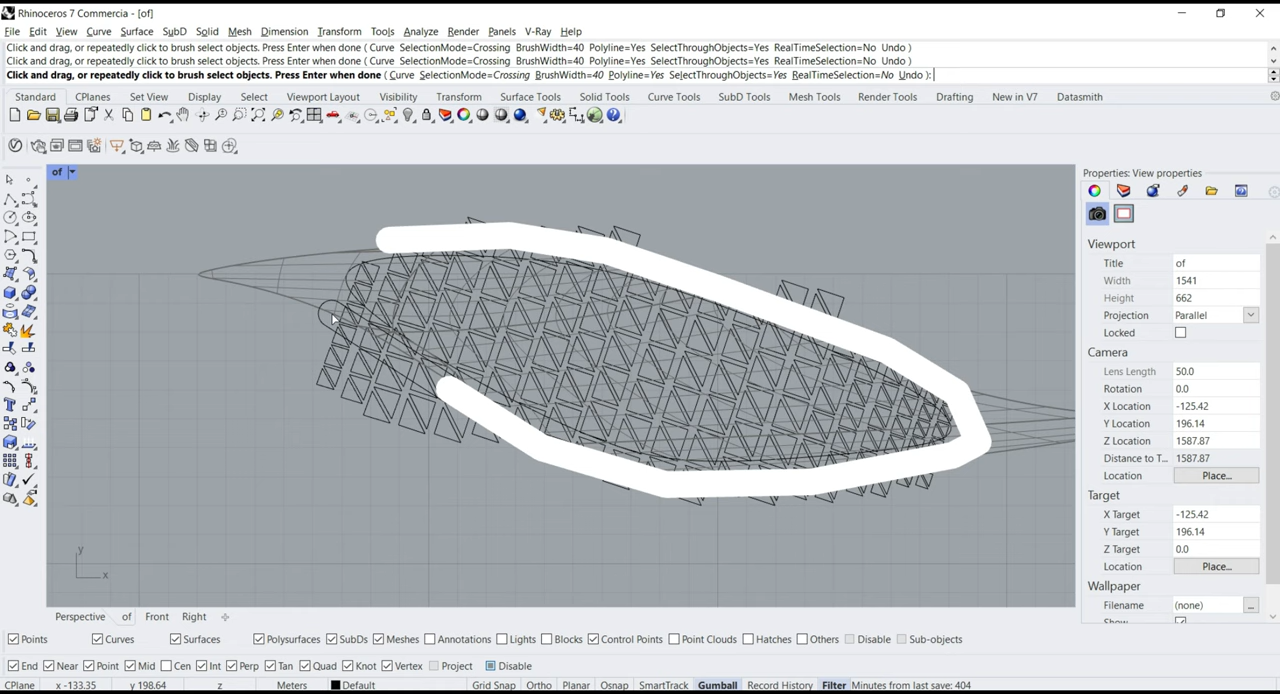 Rhinoceros 7 Commercia - [of]
File Edit View Curve Surface SubD Solid Mesh Dimension Transform Tools Analyze Render Panels V-Ray Help
Click and drag, or repeatedly click to brush select objects. Press Enter when done ( Curve SelectionMode=Crossing BrushWidth=40 Polyline=Yes SelectThroughObjects=Yes RealTimeSelection=No Undo )
Click and drag, or repeatedly click to brush select objects. Press Enter when done ( Curve SelectionMode=Crossing BrushWidth=40 Polyline=Yes SelectThroughObjects=Yes RealTimeSelection=No Undo )
Click and drag, or repeatedly click to brush select objects. Press Enter when done ( Curve SelectionMode=Crossing BrushWidth=40 Polyline=Yes SelectThroughObjects=Yes RealTimeSelection=No Undo ):
Standard CPlanes Set View Display Select Viewport Layout Visibility Transform Surface Tools Solid Tools Curve Tools SubD Tools Mesh Tools Render Tools Drafting New in V7 Datasmith
of
Properties: View properties
Viewport
Title of
Width 1541
Height 662
Projection Parallel
Locked
Camera
Lens Length 50.0
Rotation 0.0
X Location -125.42
Y Location 196.14
Z Location 1587.87
Distance to T... 1587.87
Location Place...
Target
X Target -125.42
Y Target 196.14
Z Target 0.0
Location Place...
Wallpaper
Filename (none) ...
Show
y
x
Perspective of Front Right
Points Curves Surfaces Polysurfaces SubDs Meshes Annotations Lights Blocks Control Points Point Clouds Hatches Others Disable Sub-objects
End Near Point Mid Cen Int Perp Tan Quad Knot Vertex Project Disable
CPlane x -133.35 y 198.64 z Meters Default Grid Snap Ortho Planar Osnap SmartTrack Gumball Record History Filter Minutes from last save: 404